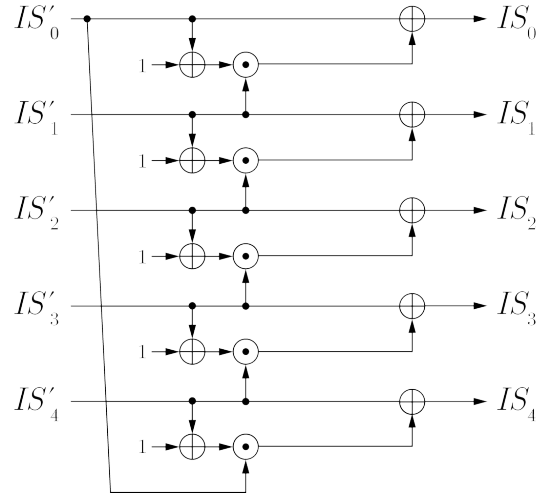 IS′₀ IS₀
1
IS′₁ IS₁
1
IS′₂ IS₂
1
IS′₃ IS₃
1
IS′₄ IS₄
1